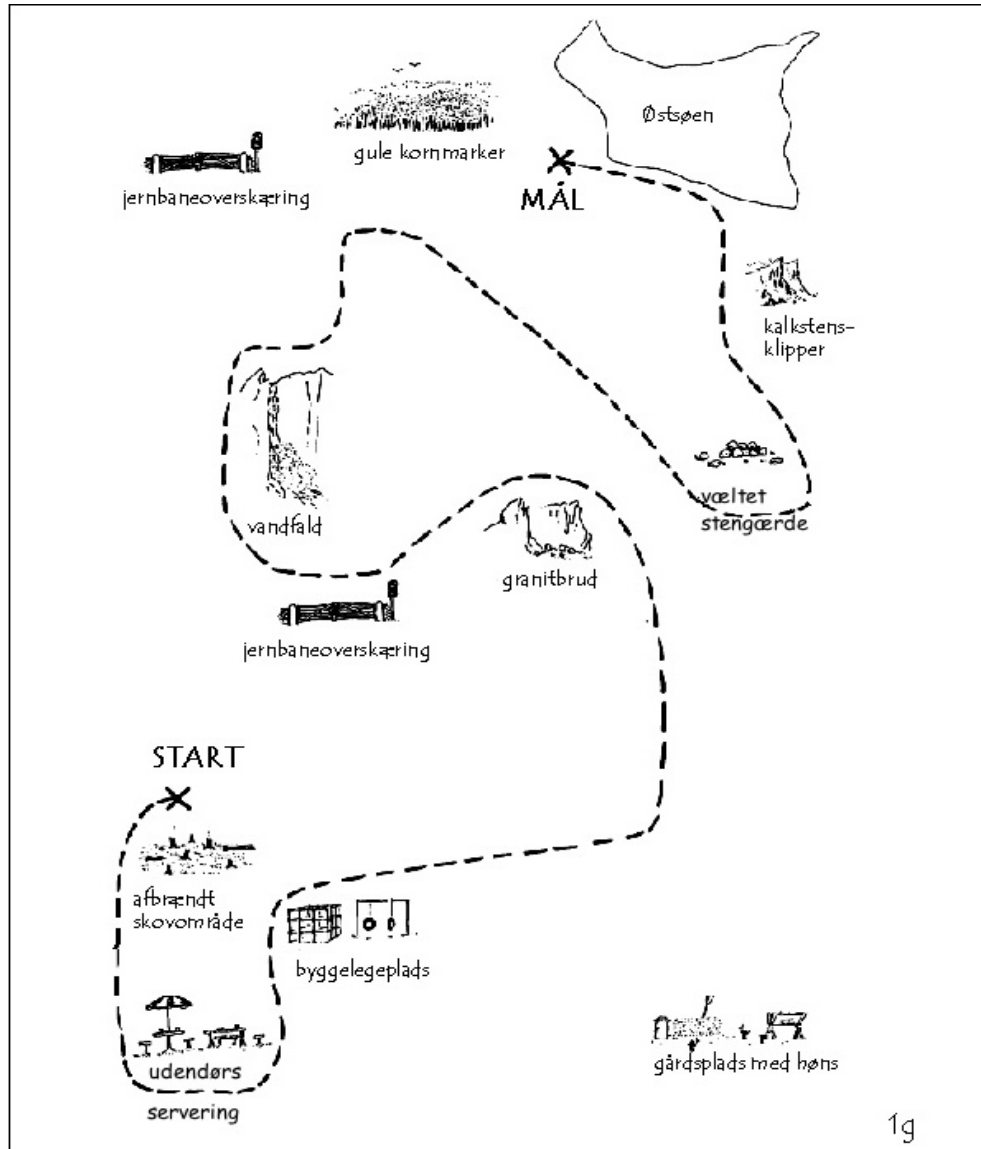 Østsøen
gule kornmarker
jernbaneoverskæring
MÅL
kalkstens-
klipper
væltet
stengærde
vandfald
granitbrud
jernbaneoverskæring
START
afbrændt
skovområde
byggelegeplads
udendørs
servering
gårdsplads med høns
1g